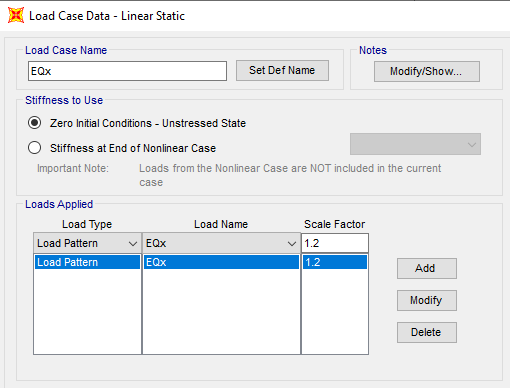 Load Case Data - Linear Static
Load Case Name
Notes
EQx
Set Def Name
Modify/Show...
Stiffness to Use
Zero Initial Conditions - Unstressed State
Stiffness at End of Nonlinear Case
Important Note: Loads from the Nonlinear Case are NOT included in the current
case
Loads Applied
Load Type Load Name Scale Factor
Load Pattern EQx 1.2
Load Pattern EQx 1.2
Add
Modify
Delete